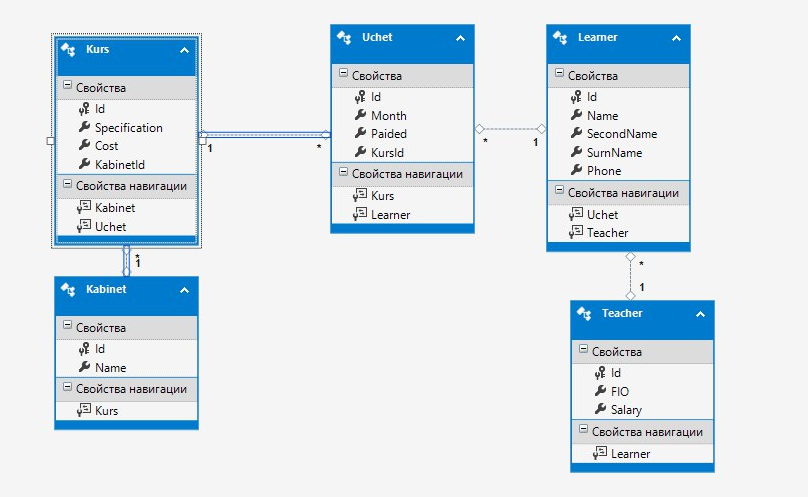 Kurs
Свойства
Id
Specification
Cost
KabinetId
Свойства навигации
Kabinet
Uchet
1
*
Uchet
Свойства
Id
Month
Paided
KursId
Свойства навигации
Kurs
Learner
*
1
Learner
Свойства
Id
Name
SecondName
SurnName
Phone
Свойства навигации
Uchet
Teacher
*
1
Kabinet
Свойства
Id
Name
Свойства навигации
Kurs
*
1
Teacher
Свойства
Id
FIO
Salary
Свойства навигации
Learner